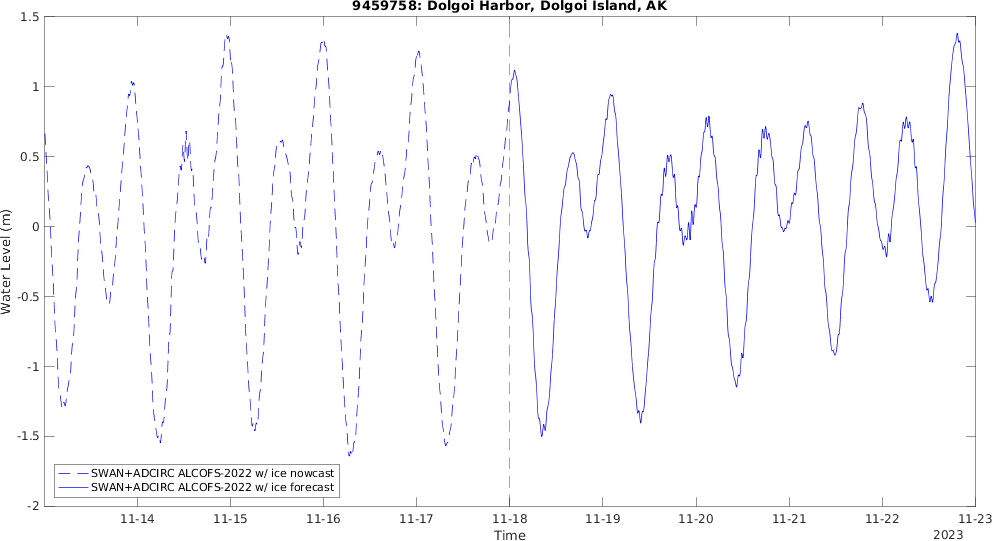 9459758: Dolgoi Harbor, Dolgoi Island, AK
1.5
1
0.5
0
-0.5
-1
-1.5
-2
Water Level (m)
SWAN+ADCIRC ALCOFS-2022 w/ ice nowcast
SWAN+ADCIRC ALCOFS-2022 w/ ice forecast
11-14 11-15 11-16 11-17 11-18 11-19 11-20 11-21 11-22 11-23
Time
2023